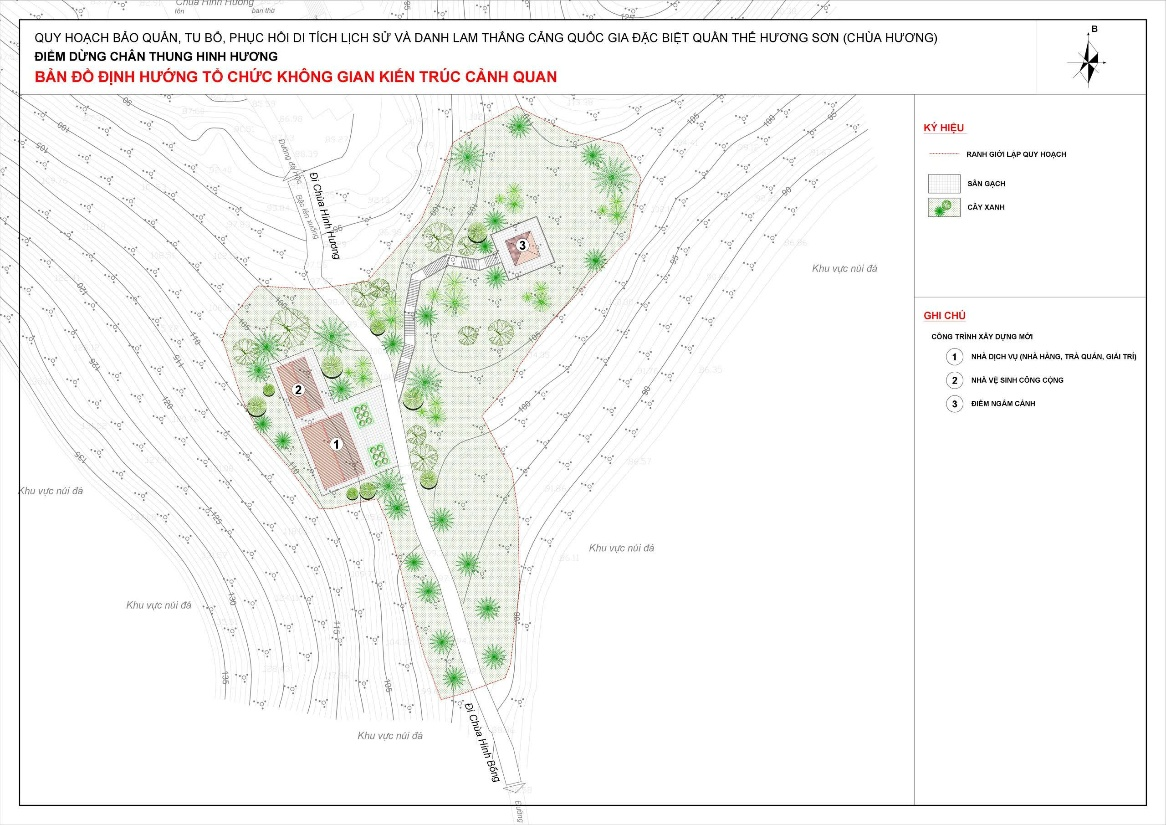 Chùa Hinh Hương
QUY HOẠCH BẢO QUẢN, TU BỔ, PHỤC HỒI DI TÍCH LỊCH SỬ VÀ DANH LAM THẮNG CẢNH QUỐC GIA ĐẶC BIỆT QUẦN THỂ HƯƠNG SƠN (CHÙA HƯƠNG)
ĐIỂM DỪNG CHÂN THUNG HINH HƯƠNG
BẢN ĐỒ ĐỊNH HƯỚNG TỔ CHỨC KHÔNG GIAN KIẾN TRÚC CẢNH QUAN
B
KÝ HIỆU
RANH GIỚI LẬP QUY HOẠCH
SÂN GẠCH
CÂY XANH
GHI CHÚ
CÔNG TRÌNH XÂY DỰNG MỚI
1 NHÀ DỊCH VỤ (NHÀ HÀNG, TRÀ QUÁN, GIẢI TRÍ)
2 NHÀ VỆ SINH CÔNG CỘNG
3 ĐIỂM NGẮM CẢNH
Đi Chùa Hinh Hương
3
Khu vực núi đá
2
1
Khu vực núi đá
Khu vực núi đá
Khu vực núi đá
Khu vực núi đá
Đi Chùa Hinh Bồng
Đường